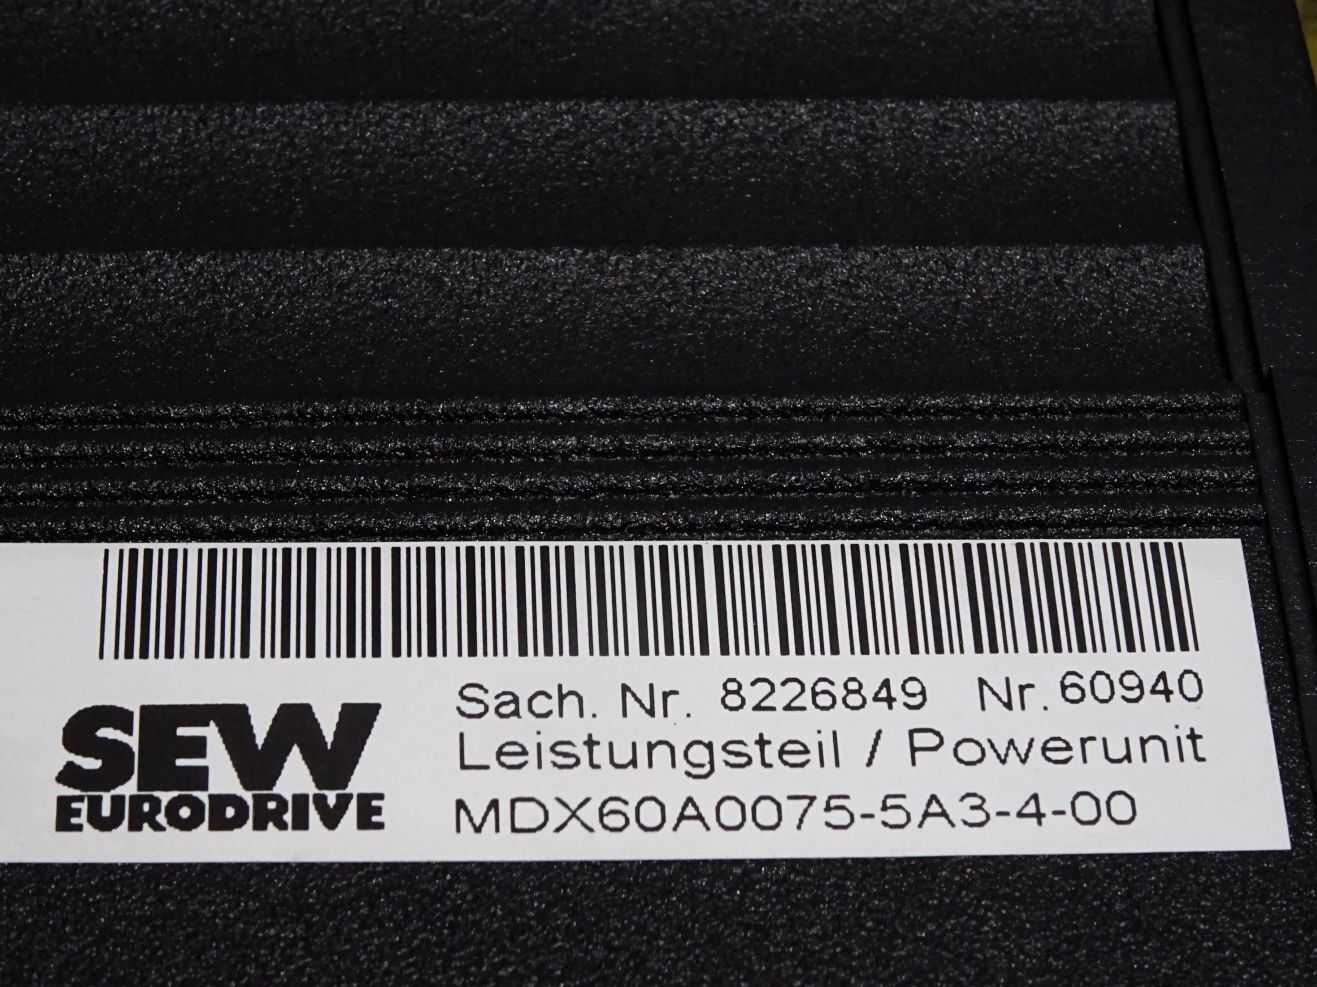 SEW
EURODRIVE
Sach. Nr. 8226849 Nr. 60940
Leistungsteil / Powerunit
MDX60A0075-5A3-4-00